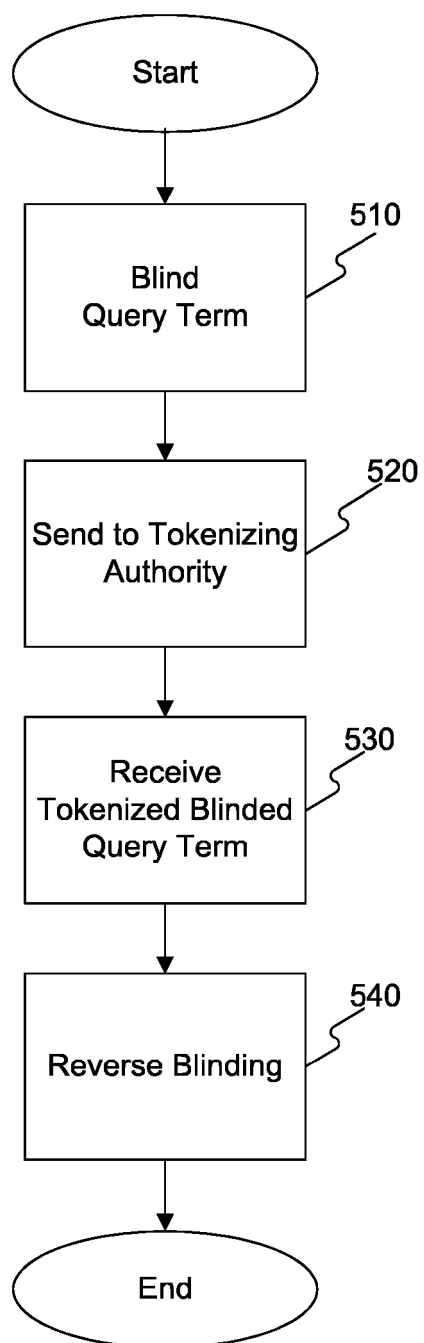 Start
510
Blind
Query Term
520
Send to Tokenizing
Authority
530
Receive
Tokenized Blinded
Query Term
540
Reverse Blinding
End